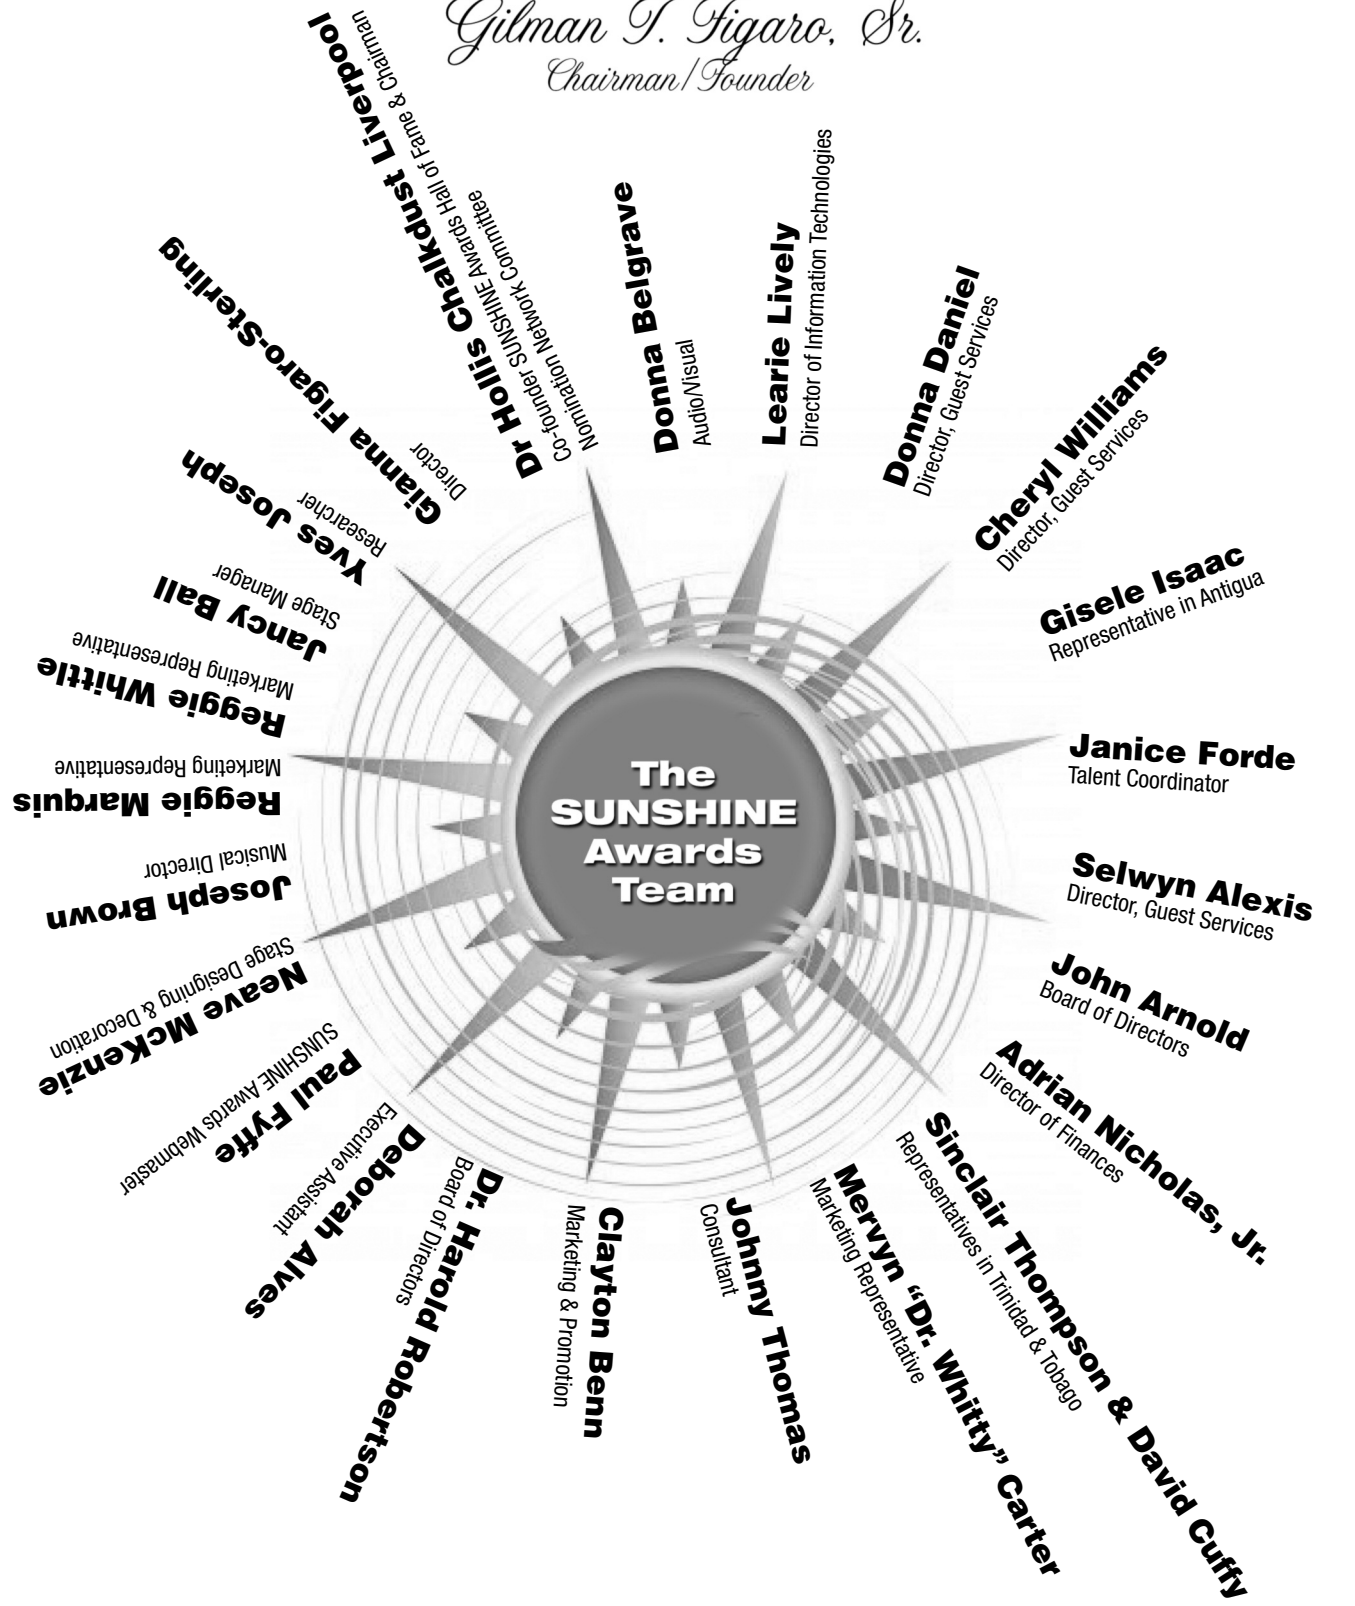 Gilman T. Figaro, Sr.
Chairman/Founder
Dr Hollis Chalkdust Liverpool
Co-founder SUNSHINE Awards Hall of Fame & Chairman
Nomination Network Committee
Donna Belgrave
Audio/Visual
Learie Lively
Director of Information Technologies
Donna Daniel
Director, Guest Services
Cheryl Williams
Director, Guest Services
Gisele Isaac
Representative in Antigua
Janice Forde
Talent Coordinator
Selwyn Alexis
Director, Guest Services
John Arnold
Board of Directors
Adrian Nicholas, Jr.
Director of Finances
Sinclair Thompson & David Cuffy
Representatives in Trinidad & Tobago
Mervyn “Dr. Whitty” Carter
Marketing Representative
Johnny Thomas
Consultant
Clayton Benn
Marketing & Promotion
Dr. Harold Robertson
Board of Directors
Deborah Alves
Executive Assistant
Paul Fyffe
SUNSHINE Awards Webmaster
Neave McKenzie
Stage Designing & Decoration
Joseph Brown
Musical Director
Reggie Marquis
Marketing Representative
Reggie Whittle
Marketing Representative
Jancy Ball
Stage Manager
Yves Joseph
Researcher
Gianna Figaro-Sterling
Director
The
SUNSHINE
Awards
Team